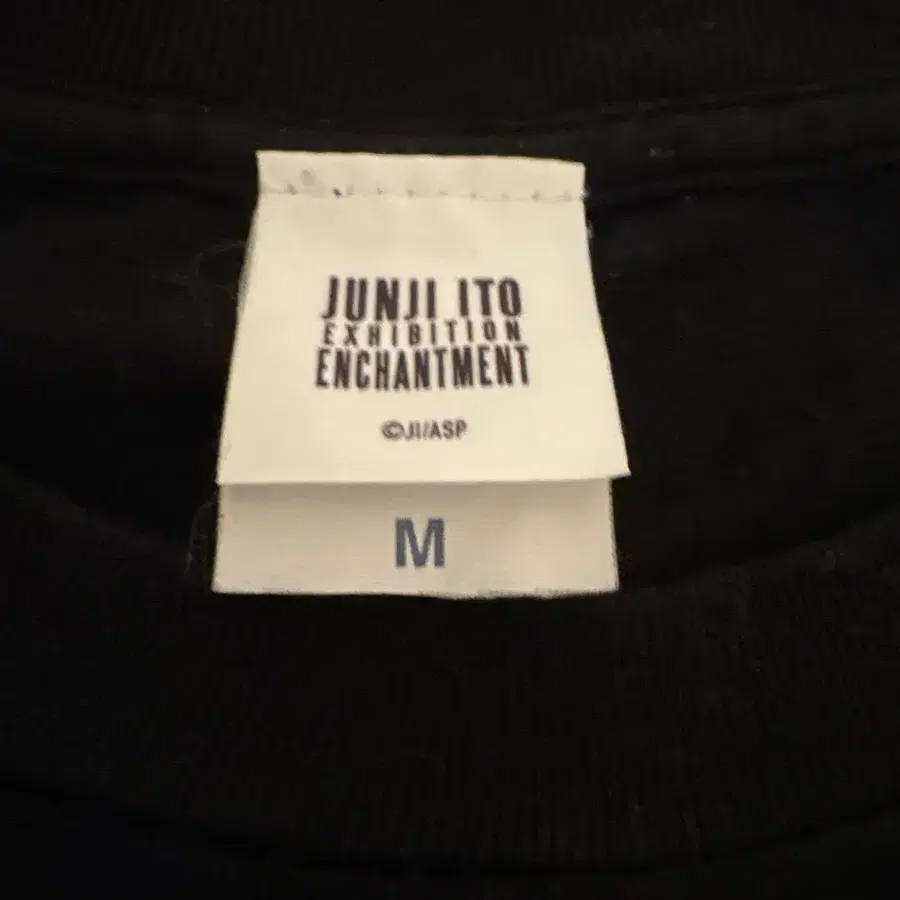 JUNJI ITO
EXHIBITION
ENCHANTMENT
©JI/ASP
M